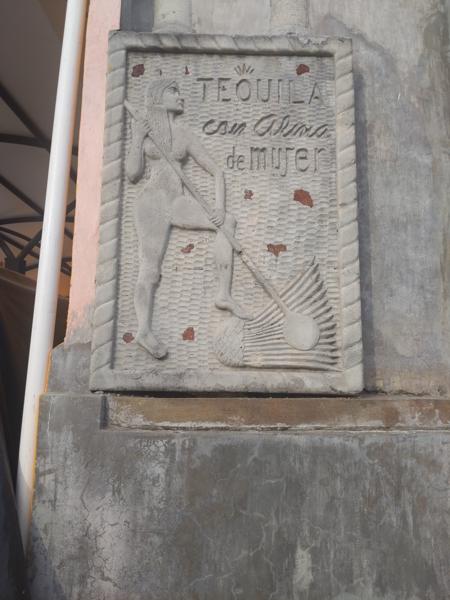 TEQUILA
con Alma
de mujer